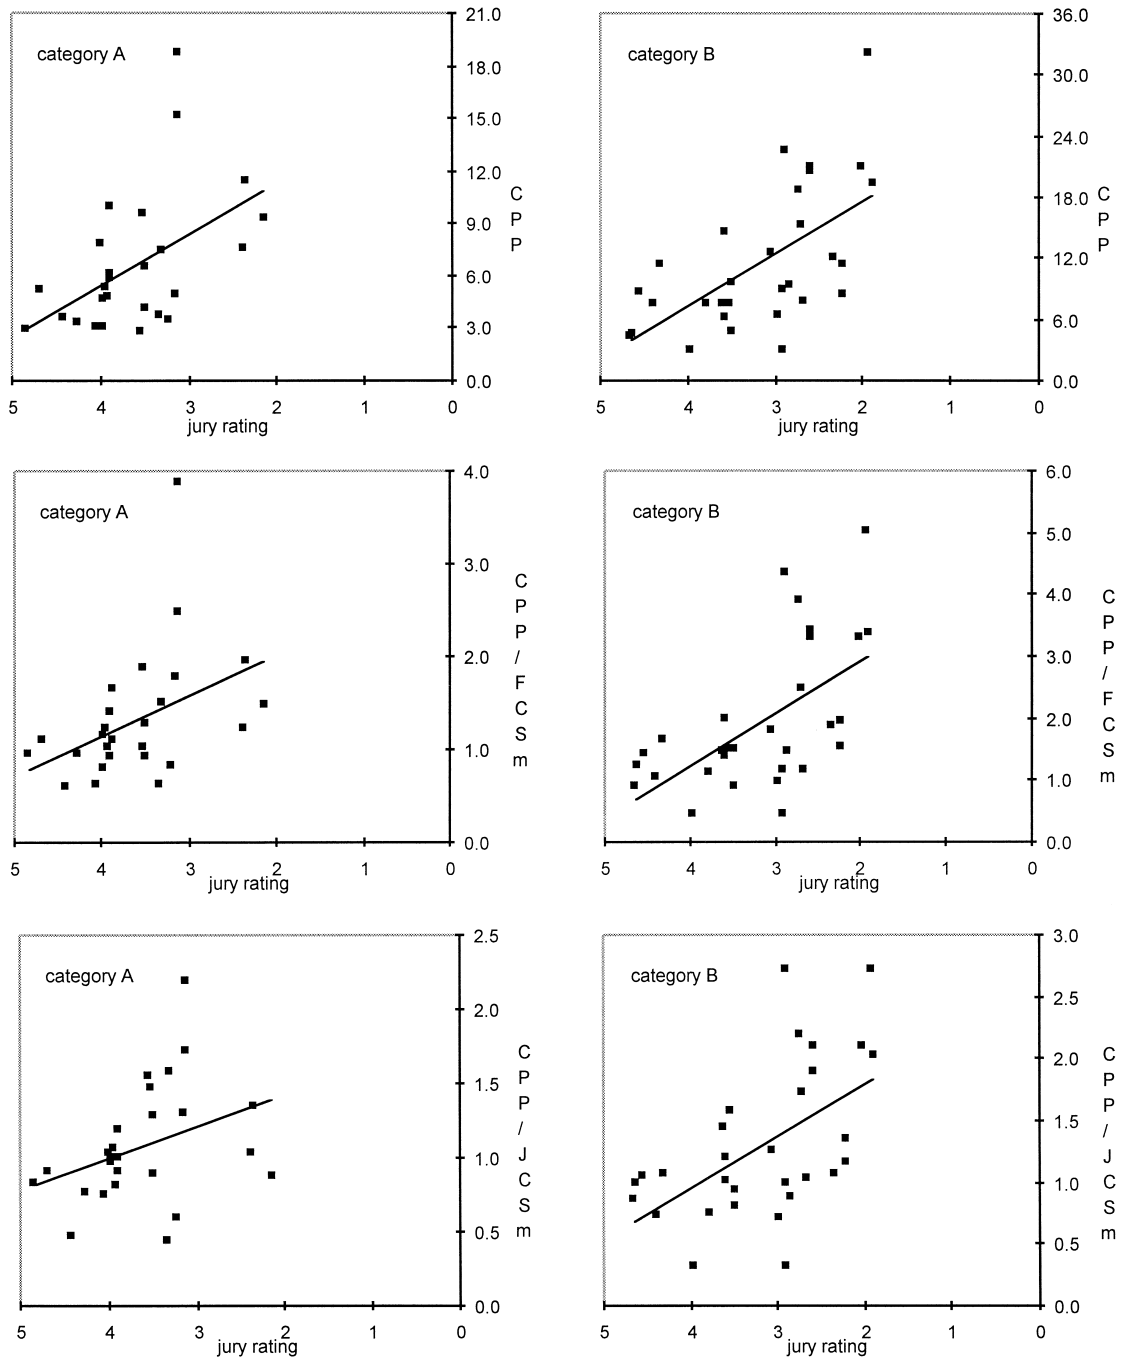 category A
21.0
18.0
15.0
12.0
9.0
6.0
3.0
0.0
C
P
P
5 4 3 2 1 0
jury rating
category B
36.0
30.0
24.0
18.0
12.0
6.0
0.0
C
P
P
5 4 3 2 1 0
jury rating
category A
4.0
3.0
2.0
1.0
0.0
C
P
P
/
F
C
S
m
5 4 3 2 1 0
jury rating
category B
6.0
5.0
4.0
3.0
2.0
1.0
0.0
C
P
P
/
F
C
S
m
5 4 3 2 1 0
jury rating
category A
2.5
2.0
1.5
1.0
0.5
0.0
C
P
P
/
J
C
S
m
5 4 3 2 1 0
jury rating
category B
3.0
2.5
2.0
1.5
1.0
0.5
0.0
C
P
P
/
J
C
S
m
5 4 3 2 1 0
jury rating